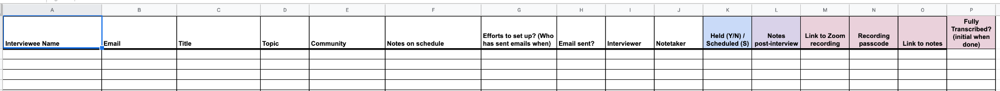 A B C D E F G H I J K L M N O P
Interviewee Name
Email
Title
Topic
Community
Notes on schedule
Efforts to set up? (Who
has sent emails when)
Email sent?
Interviewer
Notetaker
Held (Y/N) /
Scheduled (S)
Notes
post-interview
Link to Zoom
recording
Recording
passcode
Link to notes
Fully
Transcribed?
(initial when
done)